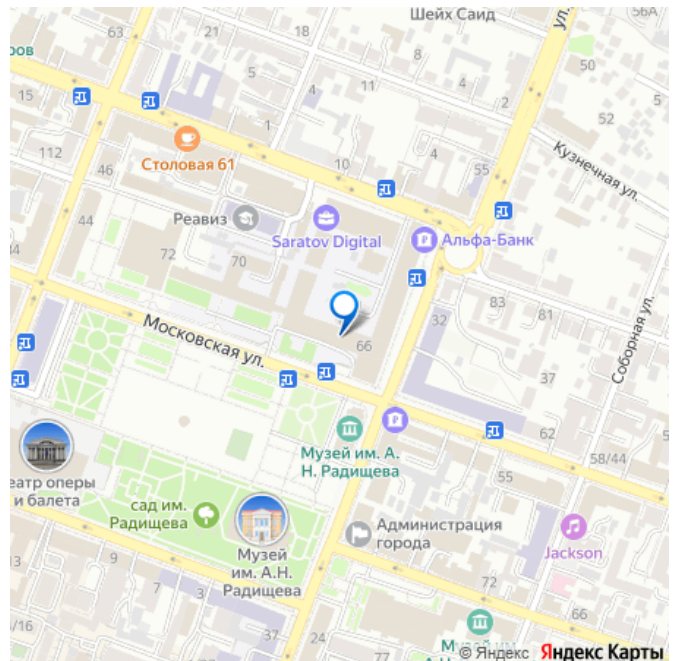 Шейх Саид
ул.
56А
63
21
18
ров
5
8
50
15
4
11
4
2
5
52
1
Столовая 61
112
46
10
4
55
Кузнечная ул.
Реавиз
44
Saratov Digital
Альфа-Банк
72
70
83
81
32
Московская ул.
66
37
Соборная ул.
62
58/44
Музей им. А.
Н. Радищева
55
еатр оперы
и балета
сад им.
Радищева
Администрация
города
Jackson
Музей
им. А.Н.
Радищева
9
7
3
37
24
72
66
© Яндекс Яндекс Карты